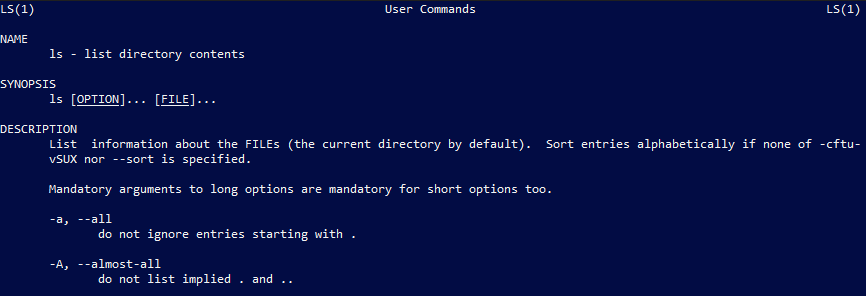 LS(1) User Commands LS(1)
NAME
ls - list directory contents
SYNOPSIS
ls [OPTION]... [FILE]...
DESCRIPTION
List  information about the FILEs (the current directory by default).  Sort entries alphabetically if none of -cftu-
vSUX nor --sort is specified.
Mandatory arguments to long options are mandatory for short options too.
-a, --all
do not ignore entries starting with .
-A, --almost-all
do not list implied . and ..